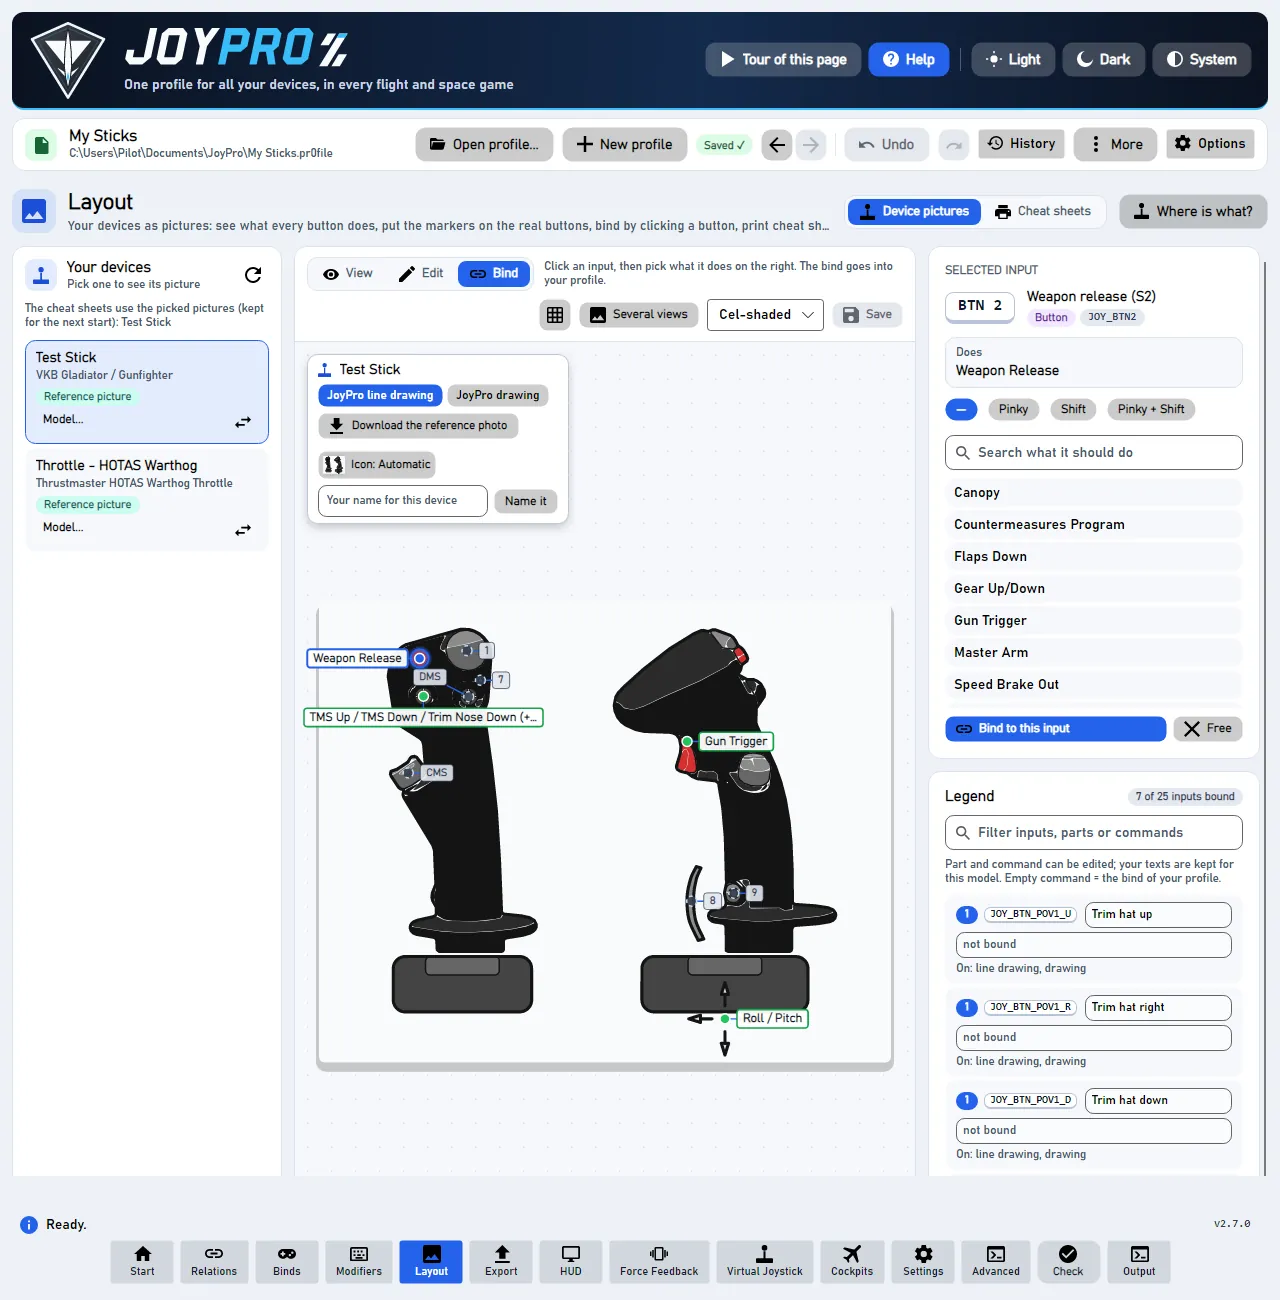 JOYPRO
One profile for all your devices, in every flight and space game
Tour of this page
Help
Light
Dark
System
My Sticks
C:\Users\Pilot\Documents\JoyPro\My Sticks.pr0file
Open profile...
New profile
Saved ✓
Undo
History
More
Options
Layout
Your devices as pictures: see what every button does, put the markers on the real buttons, bind by clicking a button, print cheat sh...
Device pictures
Cheat sheets
Where is what?
Your devices
Pick one to see its picture
The cheat sheets use the picked pictures (kept
for the next start): Test Stick
Test Stick
VKB Gladiator / Gunfighter
Reference picture
Model...
Throttle - HOTAS Warthog
Thrustmaster HOTAS Warthog Throttle
Reference picture
Model...
View
Edit
Bind
Click an input, then pick what it does on the right. The bind goes into
your profile.
Several views
Cel-shaded
Save
Test Stick
JoyPro line drawing
JoyPro drawing
Download the reference photo
Icon: Automatic
Your name for this device
Name it
Weapon Release
1
DMS
7
TMS Up / TMS Down / Trim Nose Down (+...
CMS
Gun Trigger
8
9
Roll / Pitch
SELECTED INPUT
BTN 2
Weapon release (S2)
Button
JOY_BTN2
Does
Weapon Release
—
Pinky
Shift
Pinky + Shift
Search what it should do
Canopy
Countermeasures Program
Flaps Down
Gear Up/Down
Gun Trigger
Master Arm
Speed Brake Out
Bind to this input
Free
Legend
7 of 25 inputs bound
Filter inputs, parts or commands
Part and command can be edited; your texts are kept for
this model. Empty command = the bind of your profile.
1
JOY_BTN_POV1_U
Trim hat up
not bound
On: line drawing, drawing
1
JOY_BTN_POV1_R
Trim hat right
not bound
On: line drawing, drawing
1
JOY_BTN_POV1_D
Trim hat down
not bound
On: line drawing, drawing
Ready.
v2.7.0
Start
Relations
Binds
Modifiers
Layout
Export
HUD
Force Feedback
Virtual Joystick
Cockpits
Settings
Advanced
Check
Output